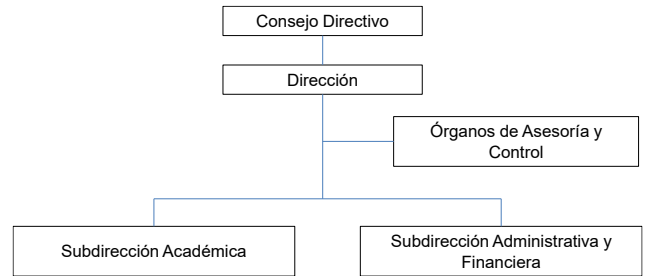 Consejo Directivo
Dirección
Órganos de Asesoría y
Control
Subdirección Académica
Subdirección Administrativa y
Financiera